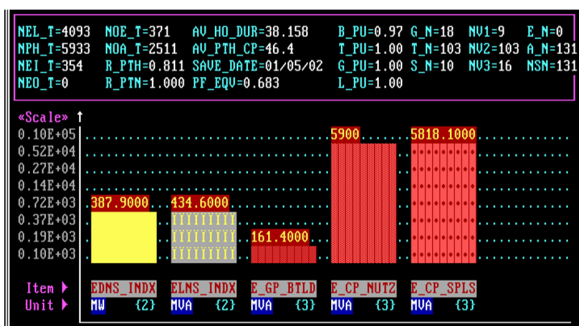 NEL_T=4093 NOE_T=371 AV_HO_DUR=38.158 B_PU=0.97 G_N=18 NV1=9 E_N=0
NPH_T=5933 NOA_T=2511 AV_PTH_CP=46.4 T_PU=1.00 T_N=103 NV2=103 A_N=131
NEI_T=354 R_PTH=0.811 SAVE_DATE=01/05/02 G_PU=1.00 S_N=10 NV3=16 NSN=131
NEO_T=0 R_PTN=1.000 PF_EQV=0.683 L_PU=1.00
«Scale» ↑
0.10E+05 5900 5818.1000
0.52E+04
0.27E+04
0.14E+04
0.72E+03 387.9000 434.6000
0.37E+03
0.19E+03 161.4000
0.10E+03
Item EDNS_INDX ELNS_INDX E_GP_BTLD E_CP_NUTZ E_CP_SPLS
Unit MW {2} MVA {2} MVA {3} MVA {3} MVA {3}